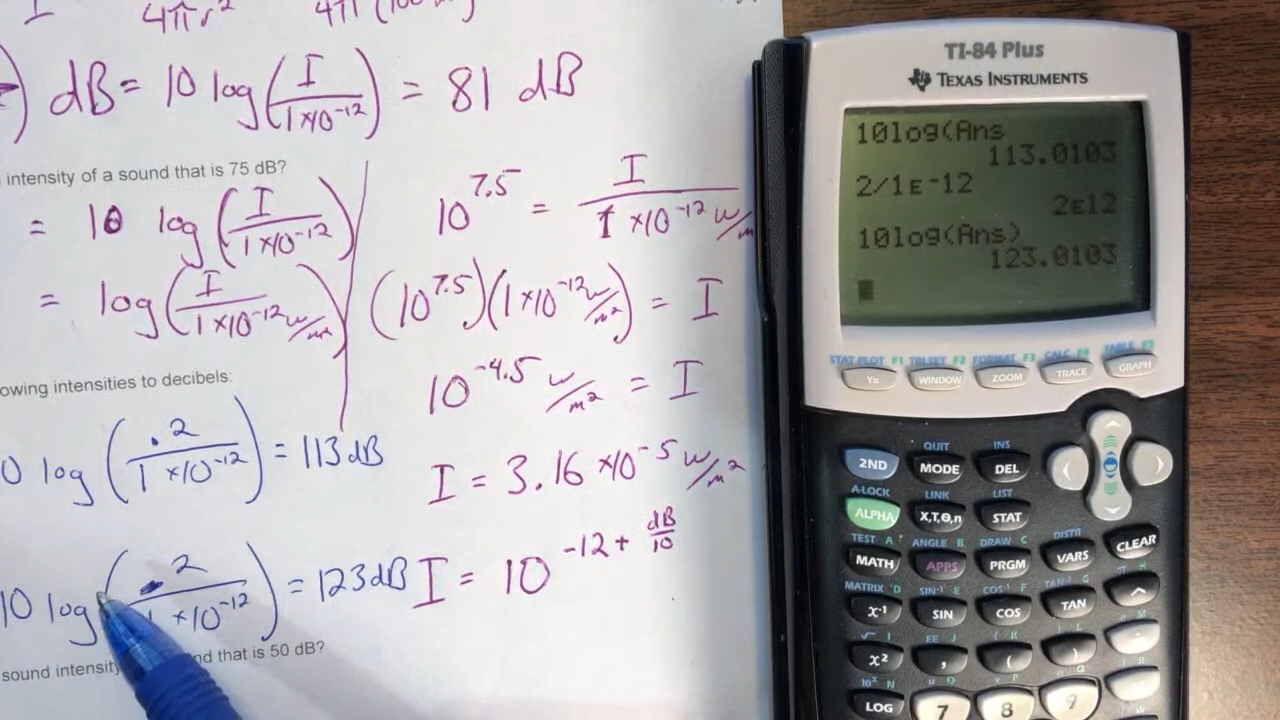 I 4πr² 4π(100 m)
) dB = 10 log(I/1×10⁻¹²) = 81 dB
intensity of a sound that is 75 dB?
= 10 log(I/1×10⁻¹²)
= log(I/1×10⁻¹² w/m²)
10^7.5 = I/1×10⁻¹² w/m
(10^7.5)(1×10⁻¹² w/m²) = I
10^-4.5 w/m² = I
I = 3.16×10⁻⁵ w/m²
I = 10^(-12 + dB/10)
owing intensities to decibels:
0 log(.2/1×10⁻¹²) = 113 dB
10 log(2/1×10⁻¹²) = 123 dB
sound intensity nd that is 50 dB?
TI-84 Plus
TEXAS INSTRUMENTS
10log(Ans
113.0103
2/1E-12
2E12
10log(Ans)
123.0103
STAT PLOT F1 TBLSET F2 FORMAT F3 CALC F4 TABLE F5
Y= WINDOW ZOOM TRACE GRAPH
QUIT INS
2ND MODE DEL
A-LOCK LINK LIST
ALPHA X,T,Θ,n STAT
TEST A ANGLE B DRAW C DISTR
MATH APPS PRGM VARS CLEAR
MATRIX D SIN⁻¹ E COS⁻¹ F TAN⁻¹ G π H
x⁻¹ SIN COS TAN ^
√ I EE J { K } L
x² , ( )
10ˣ N u O v P w Q
LOG 7 8 9